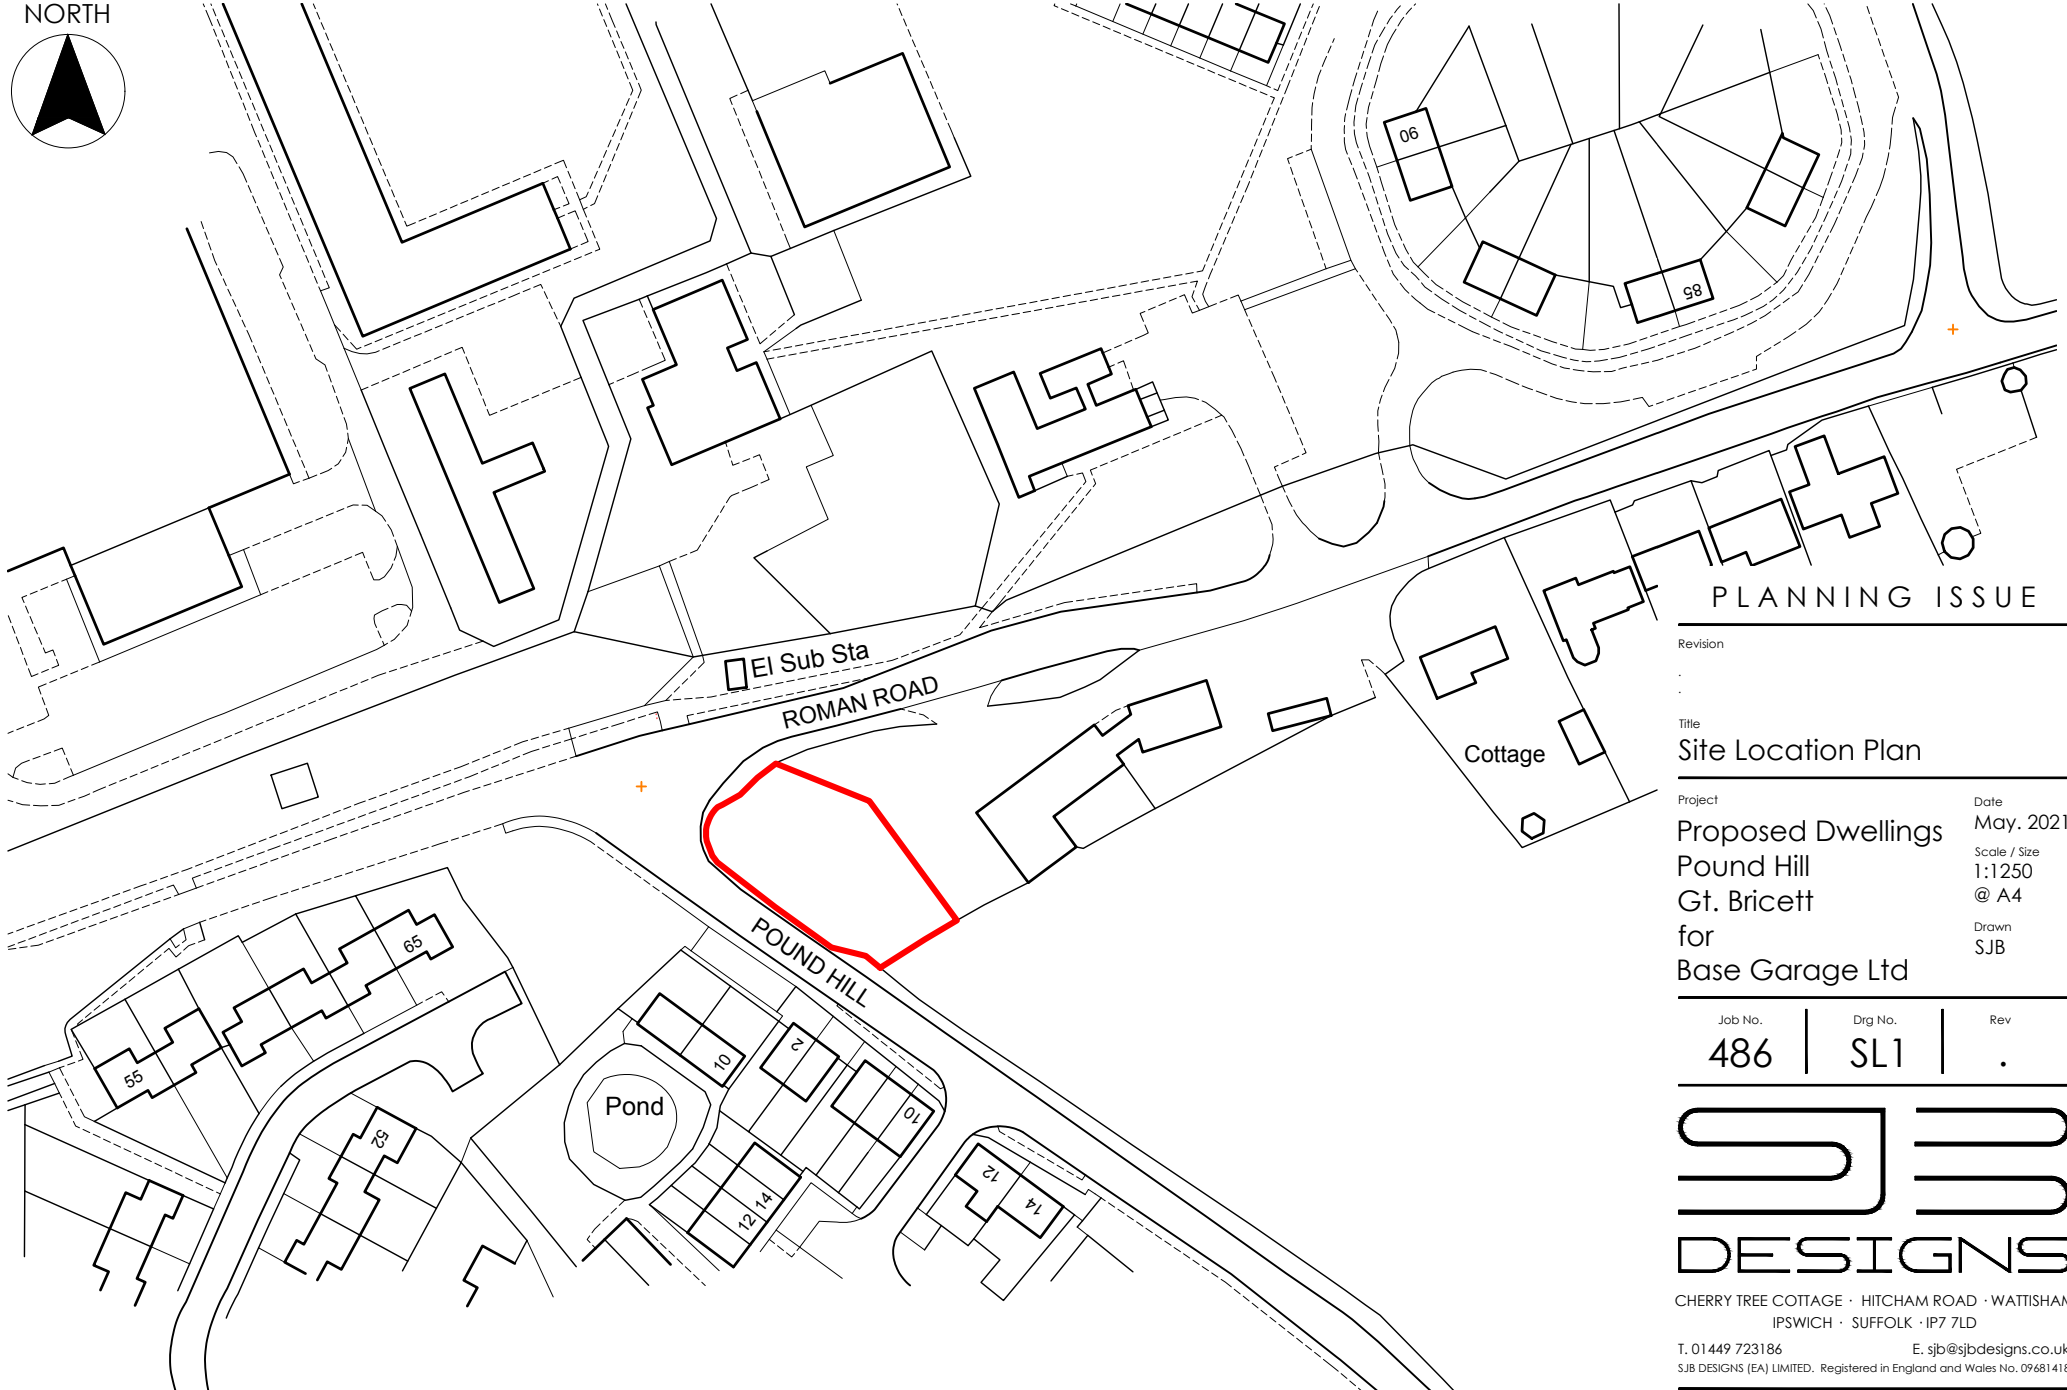 NORTH
90
85
El Sub Sta
ROMAN ROAD
Cottage
POUND HILL
65
55
52
Pond
10
2
10
12 14
12
14
PLANNING ISSUE
Revision
.
.
Title
Site Location Plan
Project
Proposed Dwellings
Pound Hill
Gt. Bricett
for
Base Garage Ltd
Date
May. 2021
Scale / Size
1:1250
@ A4
Drawn
SJB
Job No.
486
Drg No.
SL1
Rev
.
SJB
DESIGNS
CHERRY TREE COTTAGE · HITCHAM ROAD · WATTISHAM
IPSWICH · SUFFOLK · IP7 7LD
T. 01449 723186 E. sjb@sjbdesigns.co.uk
SJB DESIGNS (EA) LIMITED. Registered in England and Wales No. 09681418